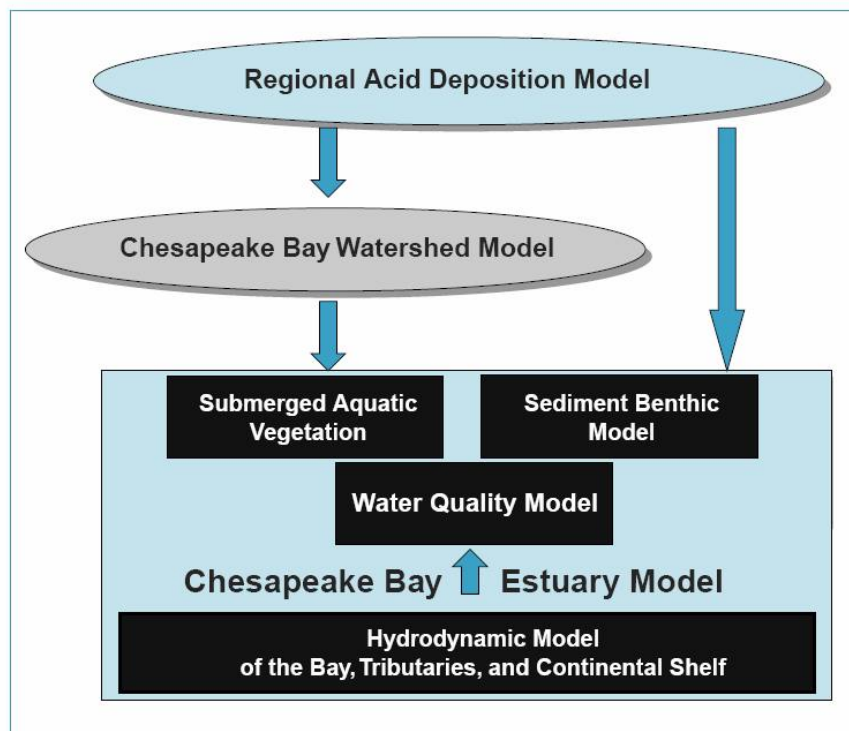 Regional Acid Deposition Model
Chesapeake Bay Watershed Model
Submerged Aquatic
Vegetation
Sediment Benthic
Model
Water Quality Model
Chesapeake Bay Estuary Model
Hydrodynamic Model
of the Bay, Tributaries, and Continental Shelf